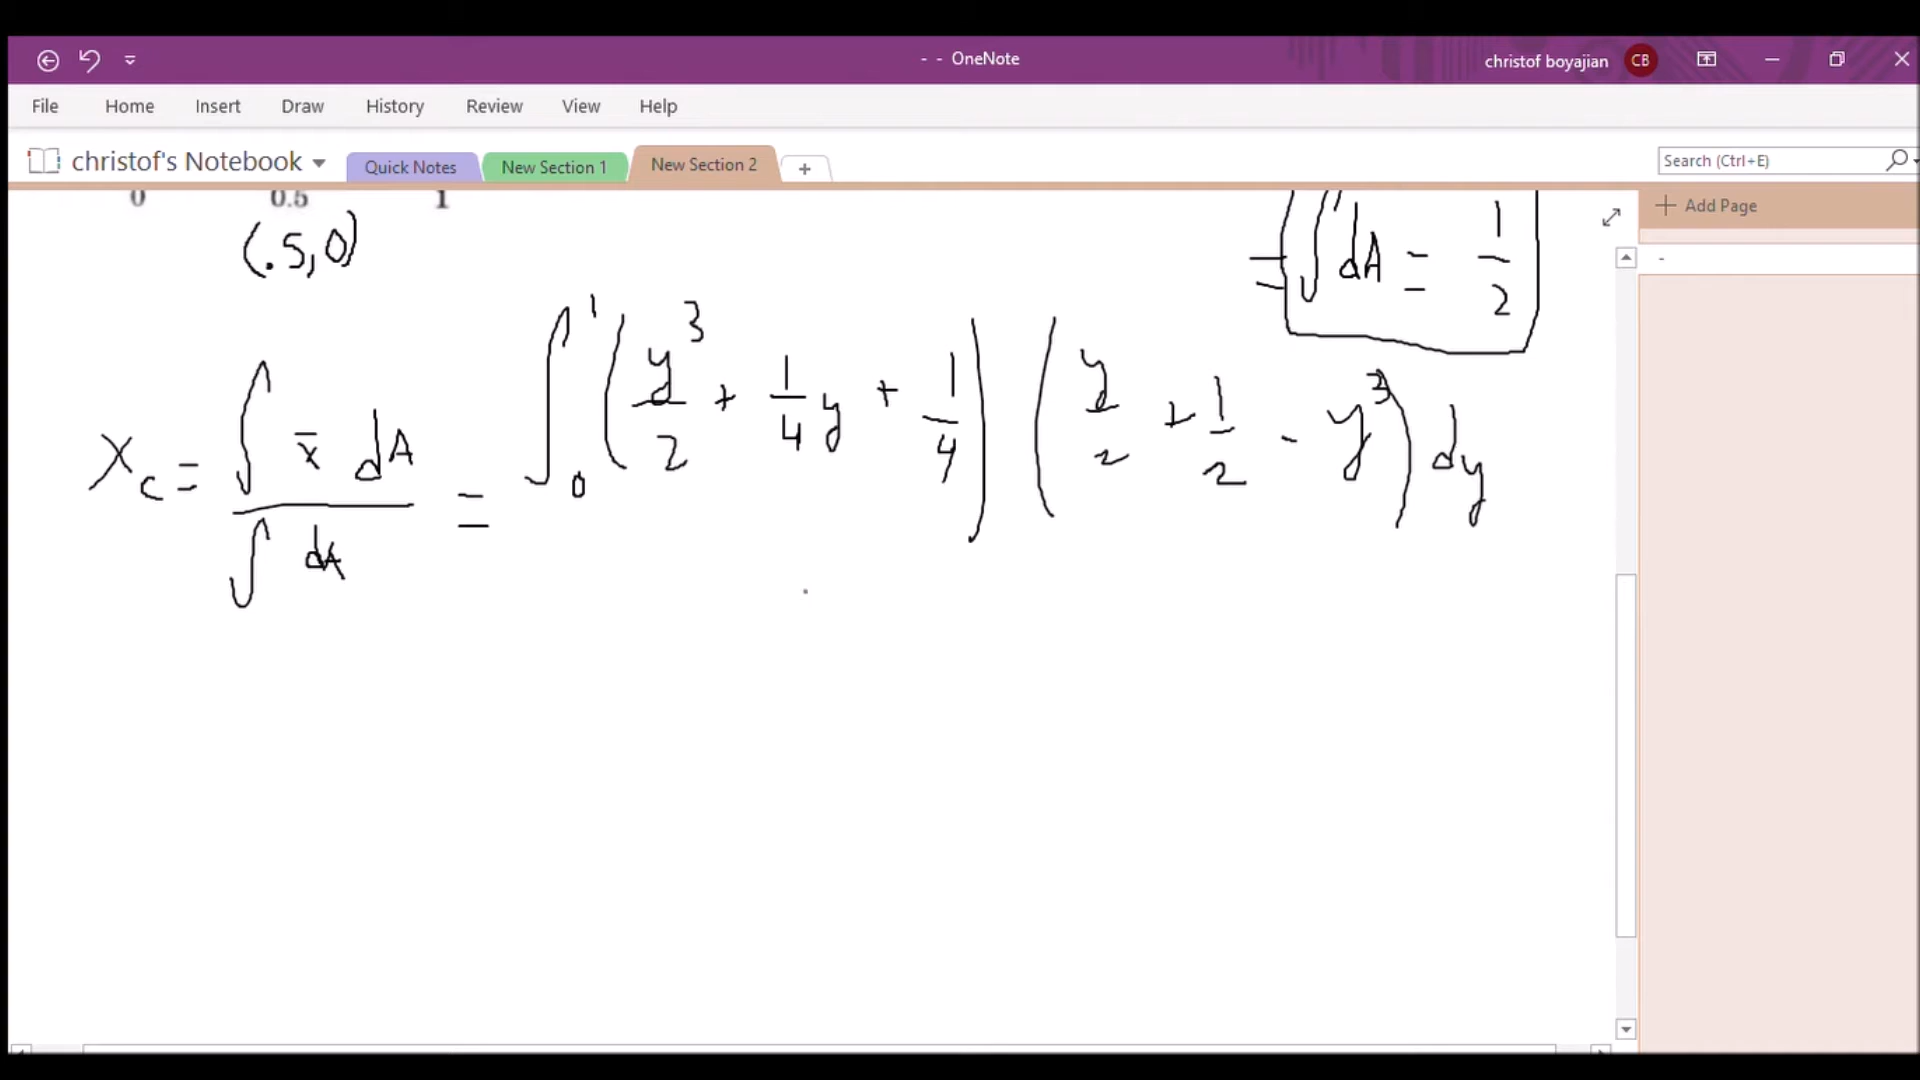 - - OneNote
christof boyajian CB
File Home Insert Draw History Review View Help
christof's Notebook Quick Notes New Section 1 New Section 2 + Search (Ctrl+E)
+ Add Page
-
0 0.5 1
(.5,0)
= ∫ dA = 1/2
X_c = ∫ x̄ dA / ∫ dA = ∫_0^1 (y^3/2 + 1/4 y + 1/4) (y/2 + 1/2 - y^3) dy